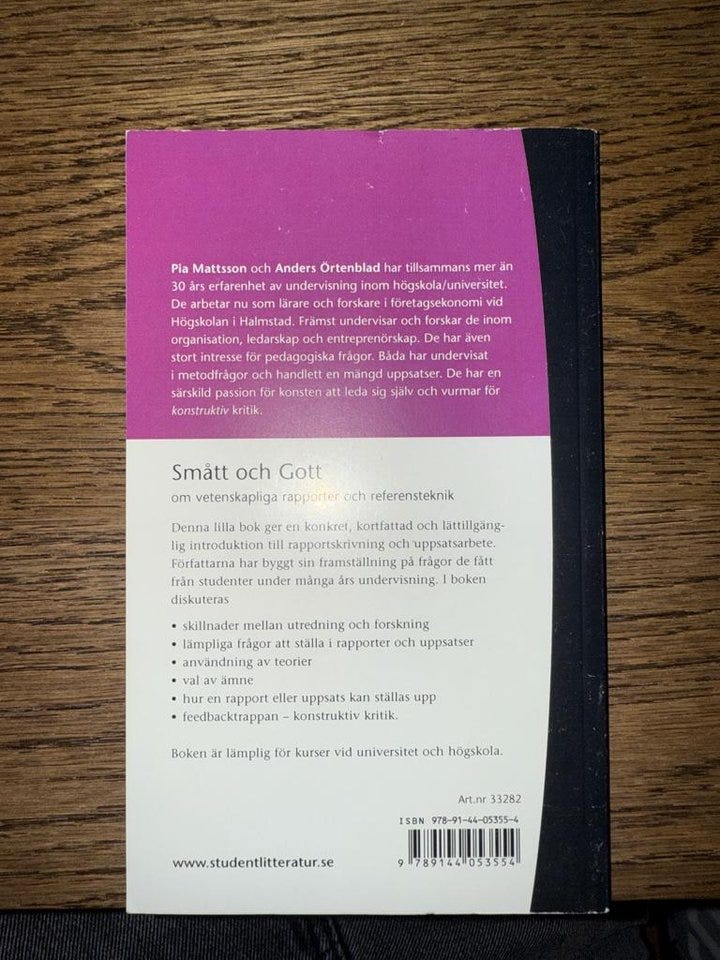 Pia Mattsson och Anders Örtenblad har tillsammans mer än
30 års erfarenhet av undervisning inom högskola/universitet.
De arbetar nu som lärare och forskare i företagsekonomi vid
Högskolan i Halmstad. Främst undervisar och forskar de inom
organisation, ledarskap och entreprenörskap. De har även
stort intresse för pedagogiska frågor. Båda har undervisat
i metodfrågor och handlett en mängd uppsatser. De har en
särskild passion för konsten att leda sig själv och vurmar för
konstruktiv kritik.
Smått och Gott
om vetenskapliga rapporter och referensteknik
Denna lilla bok ger en konkret, kortfattad och lättillgäng-
lig introduktion till rapportskrivning och uppsatsarbete.
Författarna har byggt sin framställning på frågor de fått
från studenter under många års undervisning. I boken
diskuteras
• skillnader mellan utredning och forskning
• lämpliga frågor att ställa i rapporter och uppsatser
• användning av teorier
• val av ämne
• hur en rapport eller uppsats kan ställas upp
• feedbacktrappan – konstruktiv kritik.
Boken är lämplig för kurser vid universitet och högskola.
Art.nr 33282
ISBN 978-91-44-05355-4
www.studentlitteratur.se
9 789144 053554